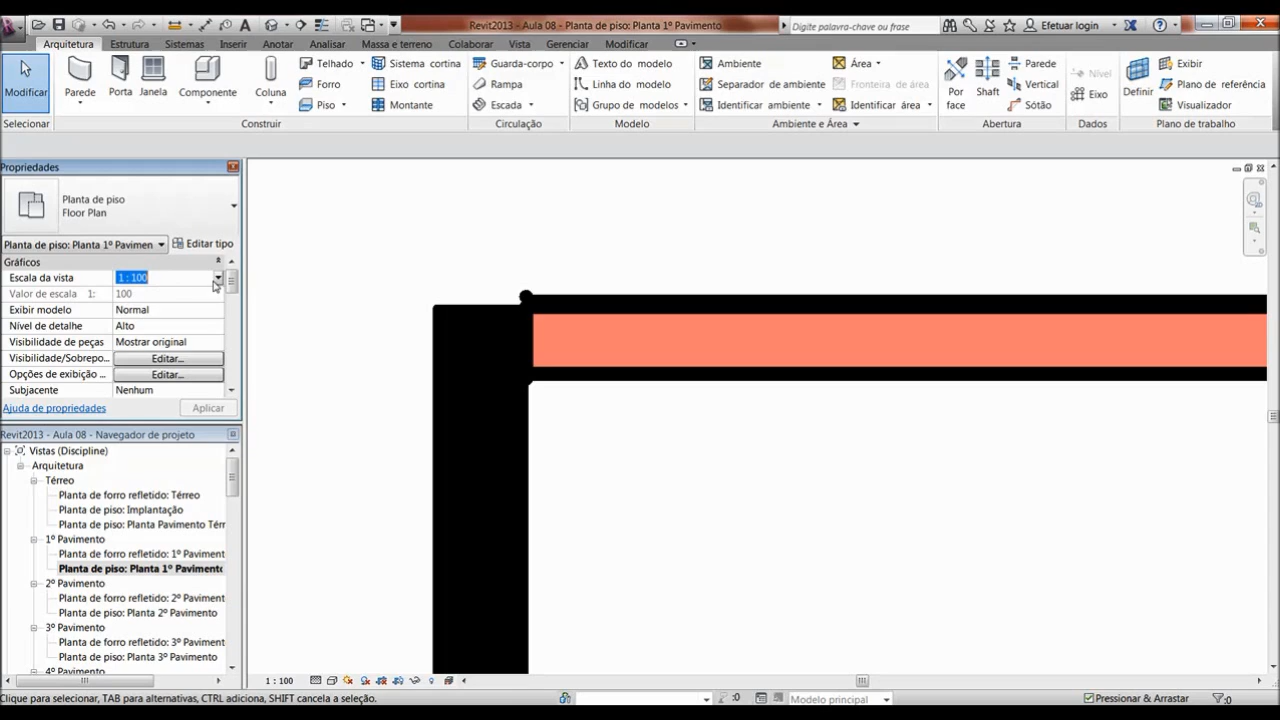 Revit2013 - Aula 08 - Planta de piso: Planta 1º Pavimento
Digite palavra-chave ou frase
Efetuar login
Arquitetura Estrutura Sistemas Inserir Anotar Analisar Massa e terreno Colaborar Vista Gerenciar Modificar
Modificar
Parede
Porta
Janela
Componente
Coluna
Telhado
Forro
Piso
Sistema cortina
Eixo cortina
Montante
Guarda-corpo
Rampa
Escada
Texto do modelo
Linha do modelo
Grupo de modelos
Ambiente
Separador de ambiente
Identificar ambiente
Área
Fronteira de área
Identificar área
Por face
Shaft
Parede
Vertical
Sótão
Nível
Eixo
Definir
Exibir
Plano de referência
Visualizador
Selecionar Construir Circulação Modelo Ambiente e Área Abertura Dados Plano de trabalho
Propriedades
Planta de piso
Floor Plan
Planta de piso: Planta 1º Pavimen Editar tipo
Gráficos
Escala da vista 1 : 100
Valor de escala 1: 100
Exibir modelo Normal
Nível de detalhe Alto
Visibilidade de peças Mostrar original
Visibilidade/Sobrepo... Editar...
Opções de exibição ... Editar...
Subjacente Nenhum
Ajuda de propriedades Aplicar
Revit2013 - Aula 08 - Navegador de projeto
Vistas (Discipline)
Arquitetura
Térreo
Planta de forro refletido: Térreo
Planta de piso: Implantação
Planta de piso: Planta Pavimento Térr
1º Pavimento
Planta de forro refletido: 1º Paviment
Planta de piso: Planta 1º Pavimento
2º Pavimento
Planta de forro refletido: 2º Paviment
Planta de piso: Planta 2º Pavimento
3º Pavimento
Planta de forro refletido: 3º Paviment
Planta de piso: Planta 3º Pavimento
4º Pavimento
1 : 100
Clique para selecionar, TAB para alternativas, CTRL adiciona, SHIFT cancela a seleção.
:0
Modelo principal
Pressionar & Arrastar
:0